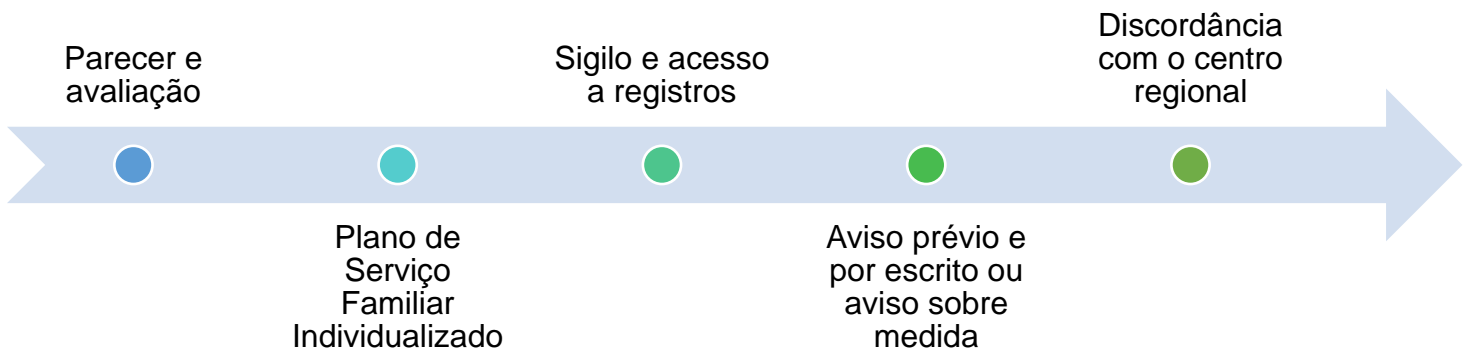 Parecer e
avaliação
Plano de
Serviço
Familiar
Individualizado
Sigilo e acesso
a registros
Aviso prévio e
por escrito ou
aviso sobre
medida
Discordância
com o centro
regional